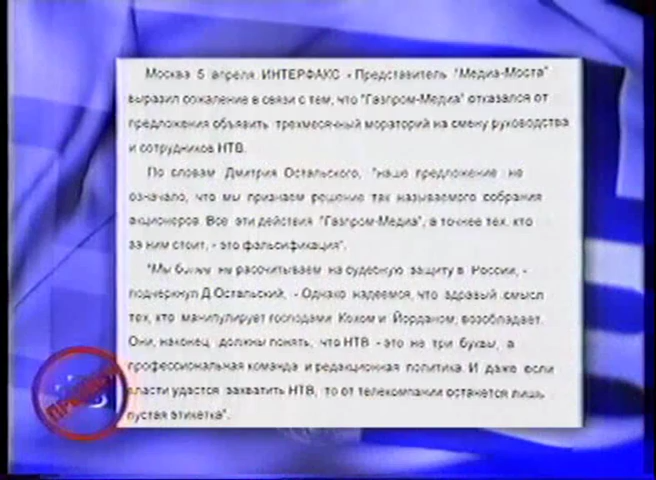 Москва 5 апреля ИНТЕРФАКС - Представитель "Медиа-Моста"
выразил сожаление в связи с тем, что "Газпром-Медиа" отказался от
предложения объявить трехмесячный мораторий на смену руководства
и сотрудников НТВ.
По словам Дмитрия Остальского, "наше предложение не
означало, что мы признаем решение так называемого собрания
акционеров. Все эти действия "Газпром-Медиа", а точнее тех, кто
за ним стоит, - это фальсификация".
"Мы более не рассчитываем на судебную защиту в России, -
подчеркнул Д.Остальский, - Однако надеемся, что здравый смысл
тех, кто манипулирует господами Кохом и Йорданом, возобладает.
Они, наконец, должны понять, что НТВ - это не три буквы, а
профессиональная команда и редакционная политика. И даже если
власти удастся захватить НТВ, то от телекомпании останется лишь
пустая этикетка".